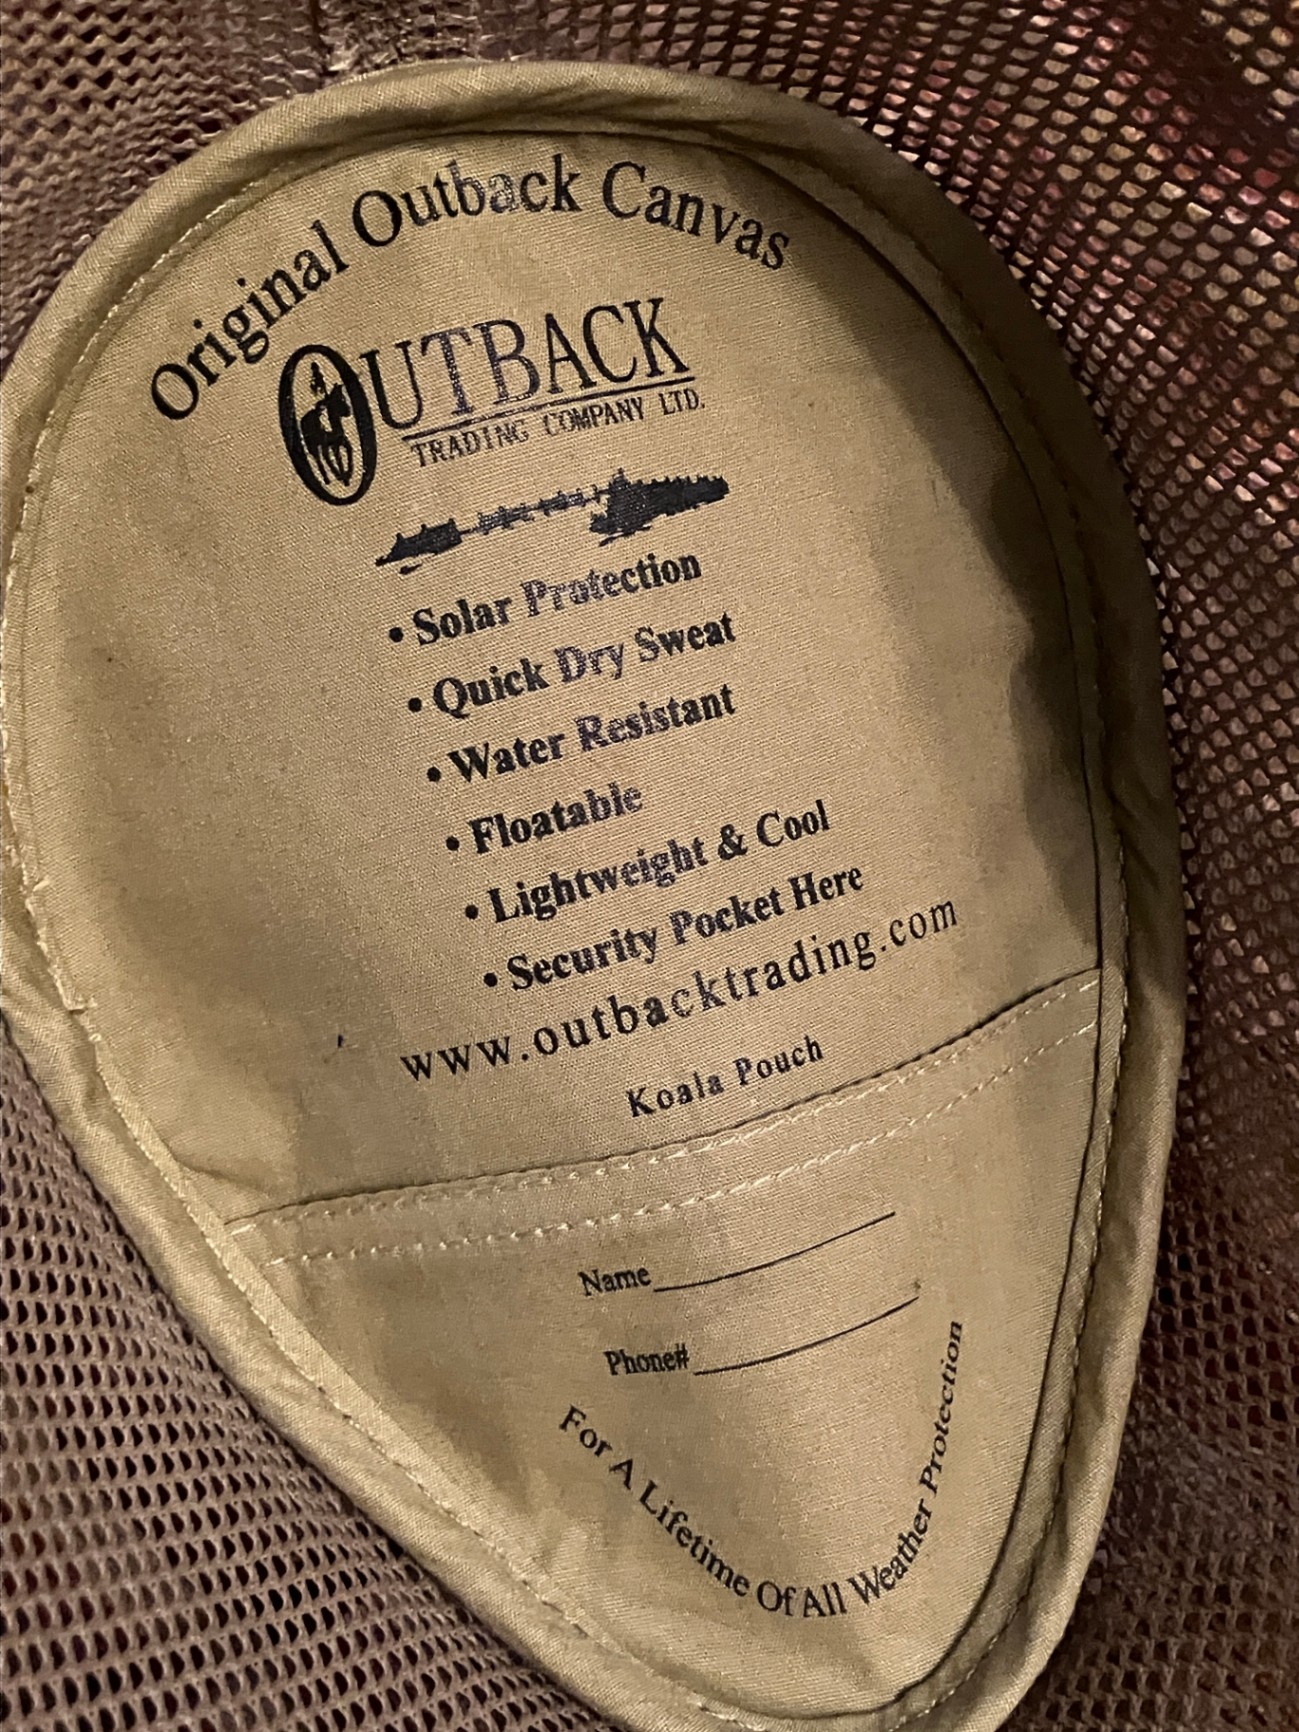 Original Outback Canvas
OUTBACK
TRADING COMPANY LTD.
• Solar Protection
• Quick Dry Sweat
• Water Resistant
• Floatable
• Lightweight & Cool
• Security Pocket Here
www.outbacktrading.com
Koala Pouch
Name
Phone#
For A Lifetime Of All Weather Protection